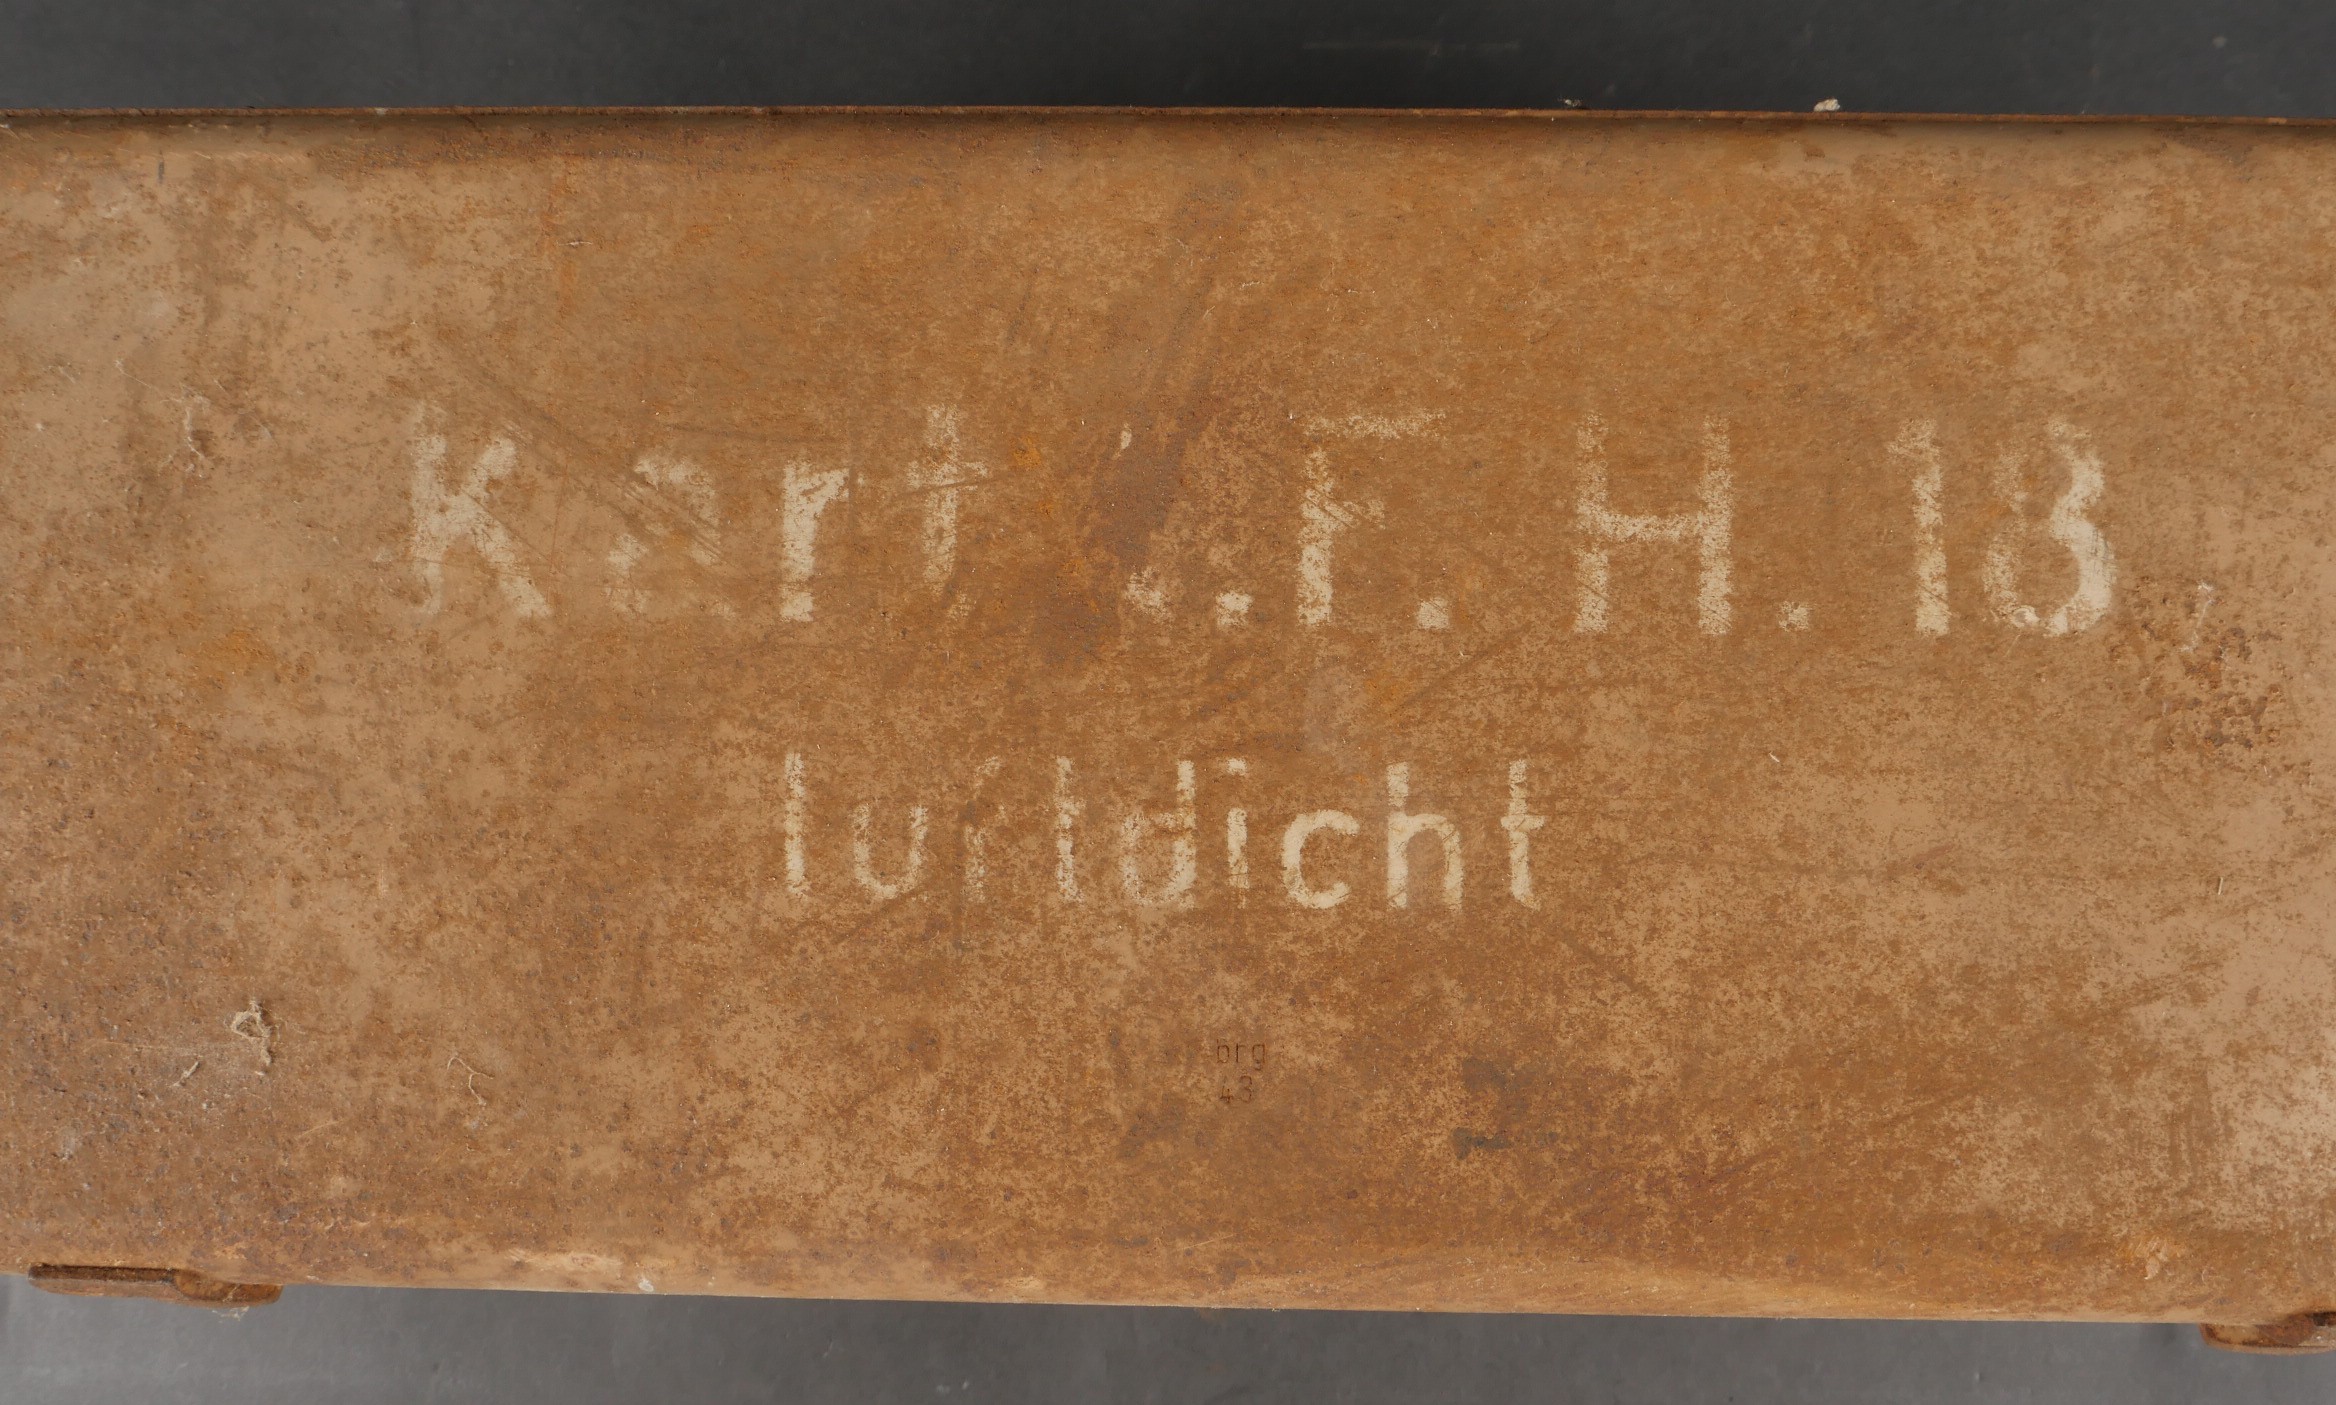 Kart. F.H.18
luftdicht
brg
43